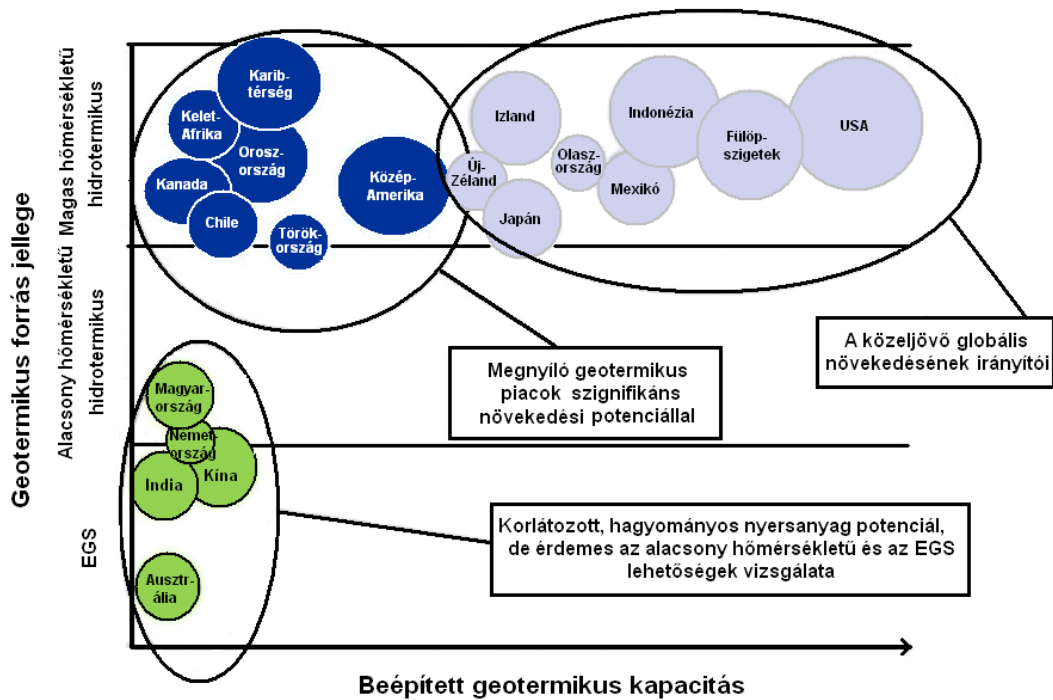 Geotermikus forrás jellege
Magas hőmérsékletű
hidrotermikus
Alacsony hőmérsékletű
hidrotermikus
EGS
Karib-
térség
Kelet-
Afrika
Orosz-
ország
Kanada
Chile
Török-
ország
Közép-
Amerika
Új-
Zéland
Izland
Japán
Olasz-
ország
Mexikó
Indonézia
Fülöp-
szigetek
USA
A közeljövő globális
növekedésének irányítói
Megnyíló geotermikus
piacok szignifikáns
növekedési potenciállal
Magyar-
ország
Német-
ország
Kína
India
Ausztr-
ália
Korlátozott, hagyományos nyersanyag potenciál,
de érdemes az alacsony hőmérsékletű és az EGS
lehetőségek vizsgálata
Beépített geotermikus kapacitás